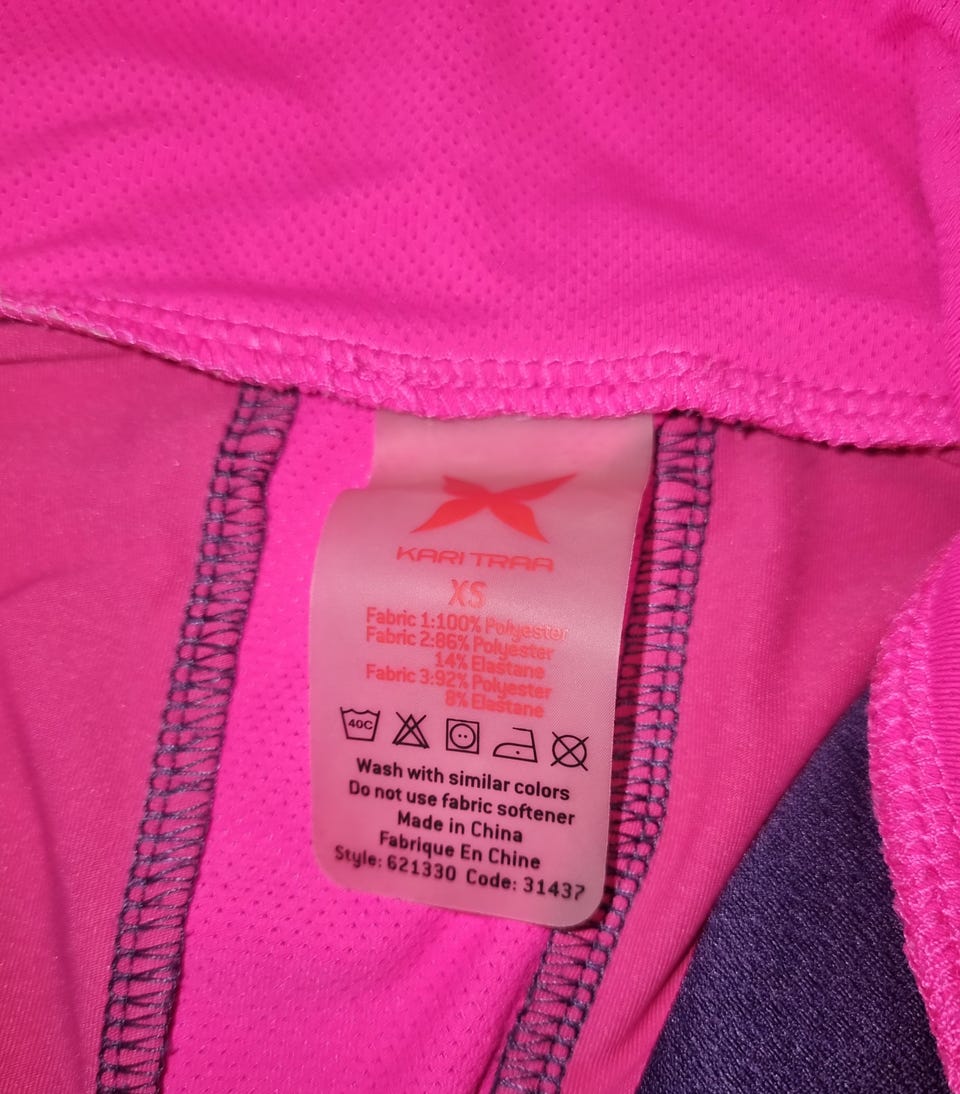 KARI TRAA
XS
Fabric 1:100% Polyester
Fabric 2:86% Polyester
14% Elastane
Fabric 3:92% Polyester
8% Elastane
40C
Wash with similar colors
Do not use fabric softener
Made in China
Fabrique En Chine
Style: 621330 Code: 31437